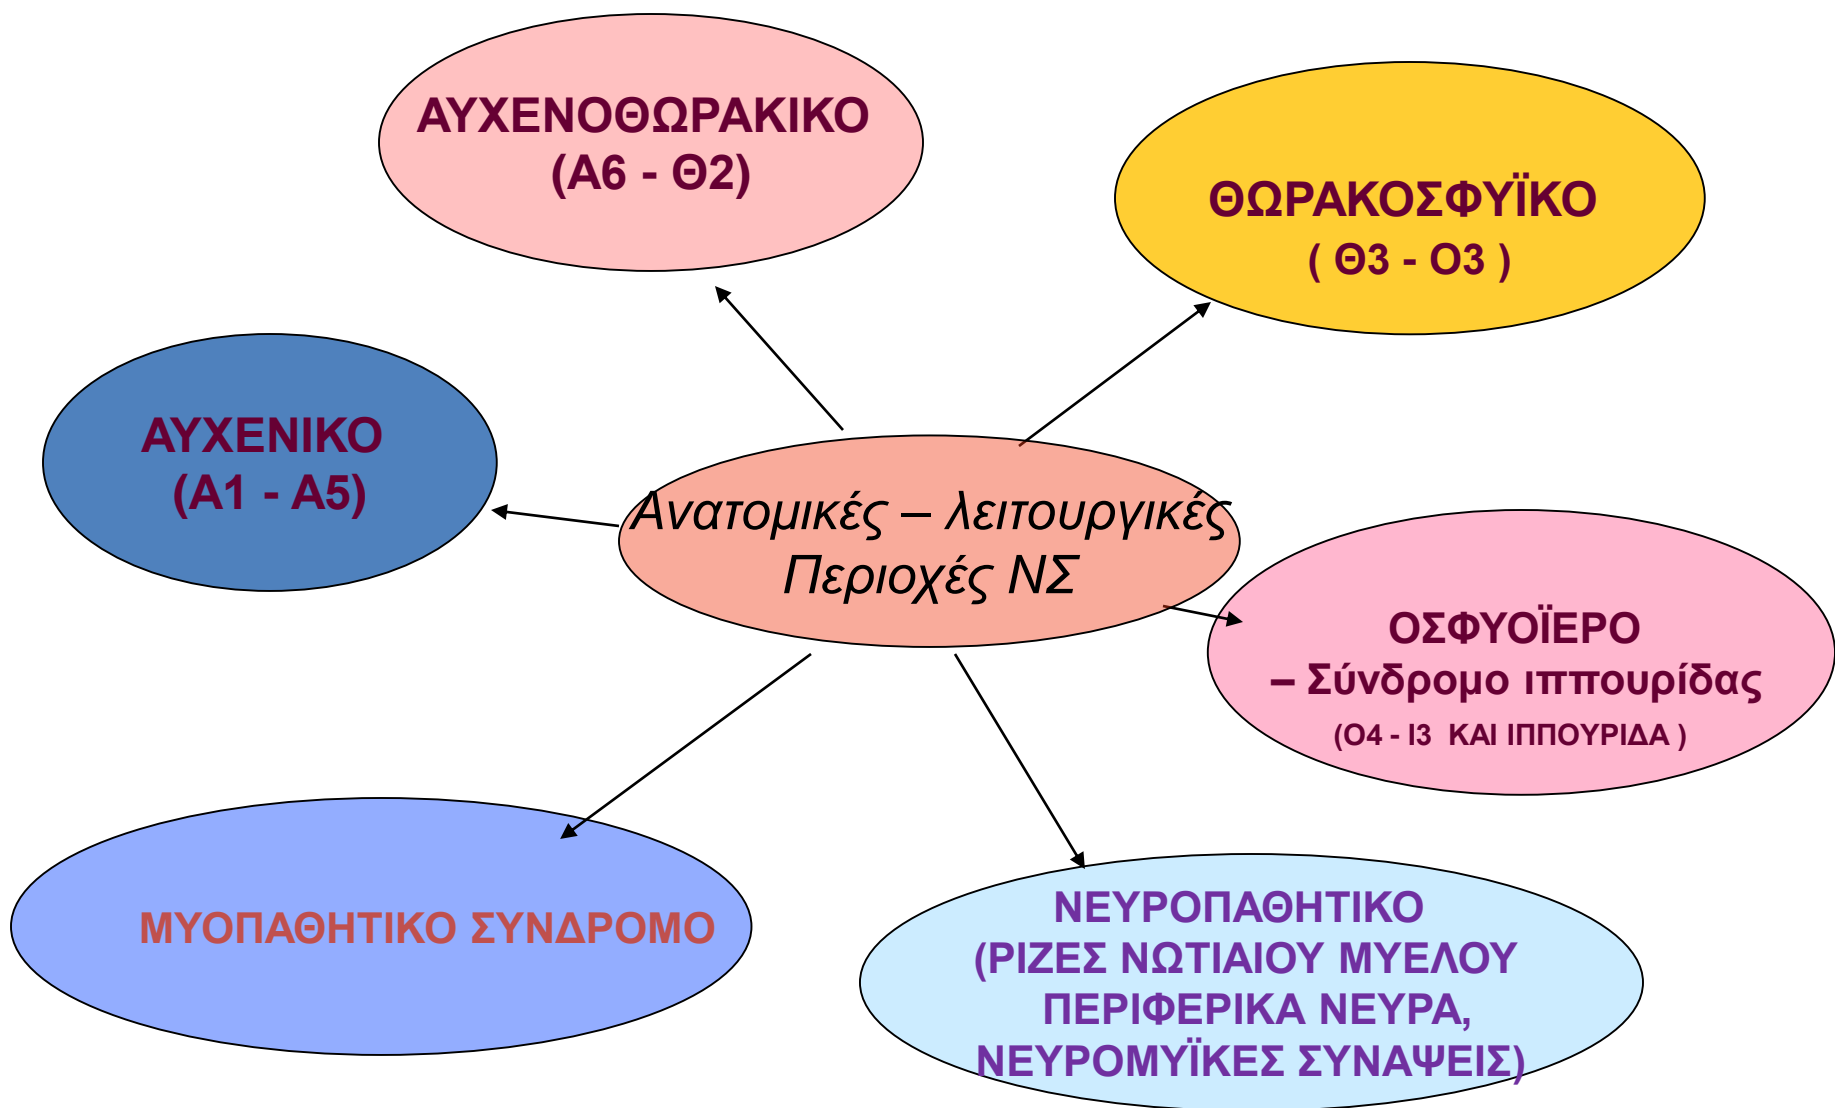 ΑΥΧΕΝΟΘΩΡΑΚΙΚΟ
(Α6 - Θ2)
ΘΩΡΑΚΟΣΦΥΪΚΟ
( Θ3 - Ο3 )
ΑΥΧΕΝΙΚΟ
(Α1 - Α5)
Ανατομικές – λειτουργικές
Περιοχές ΝΣ
ΟΣΦΥΟΪΕΡΟ
– Σύνδρομο ιππουρίδας
(Ο4 - Ι3 ΚΑΙ ΙΠΠΟΥΡΙΔΑ )
ΜΥΟΠΑΘΗΤΙΚΟ ΣΥΝΔΡΟΜΟ
ΝΕΥΡΟΠΑΘΗΤΙΚΟ
(ΡΙΖΕΣ ΝΩΤΙΑΙΟΥ ΜΥΕΛΟΥ
ΠΕΡΙΦΕΡΙΚΑ ΝΕΥΡΑ,
ΝΕΥΡΟΜΥΪΚΕΣ ΣΥΝΑΨΕΙΣ)